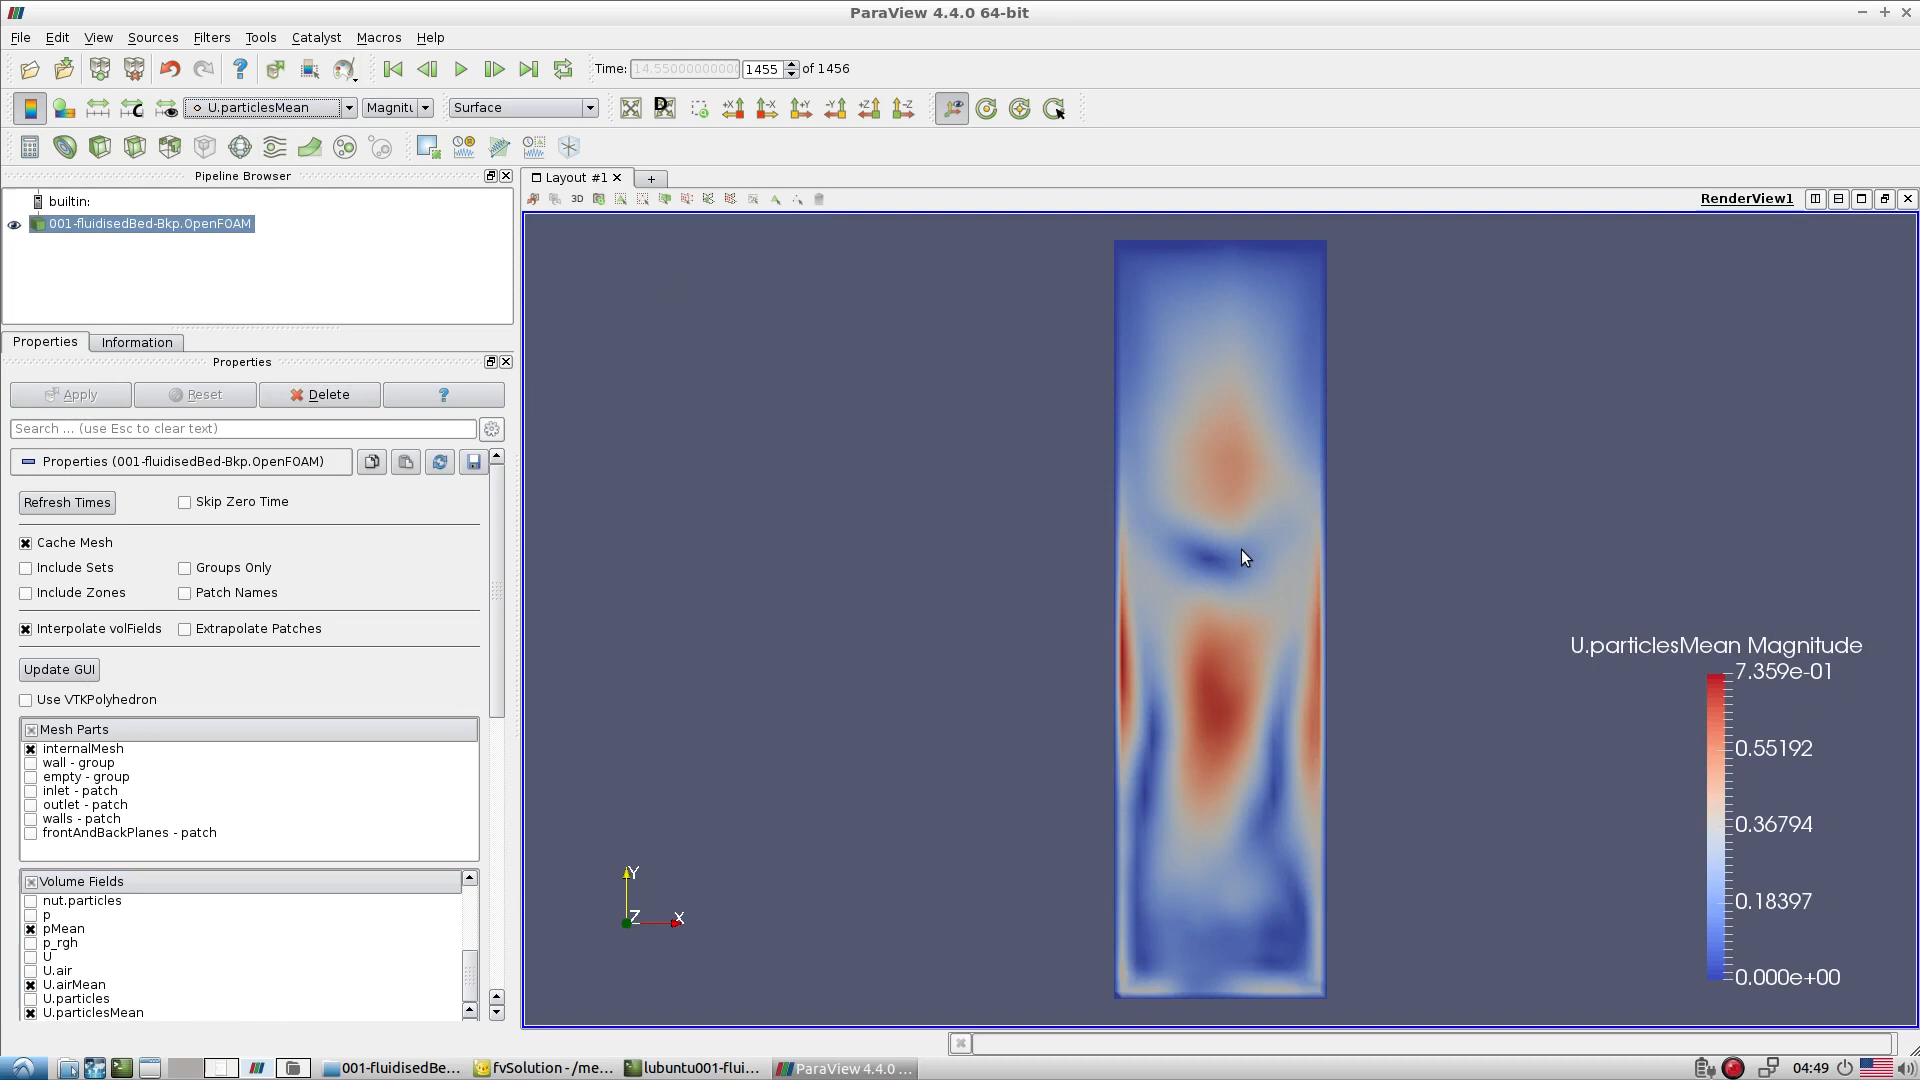 ParaView 4.4.0 64-bit
File Edit View Sources Filters Tools Catalyst Macros Help
Time: 14.55000000000 1455 of 1456
U.particlesMean Magnitu Surface
+X -X +Y -Y +Z -Z
Pipeline Browser
Layout #1
builtin:
3D
RenderView1
001-fluidisedBed-Bkp.OpenFOAM
Properties Information
Properties
Apply Reset Delete ?
Search ... (use Esc to clear text)
Properties (001-fluidisedBed-Bkp.OpenFOAM)
Refresh Times Skip Zero Time
Cache Mesh
Include Sets Groups Only
Include Zones Patch Names
Interpolate volFields Extrapolate Patches
Update GUI
Use VTKPolyhedron
Mesh Parts
internalMesh
wall - group
empty - group
inlet - patch
outlet - patch
walls - patch
frontAndBackPlanes - patch
Volume Fields
nut.particles
p
pMean
p_rgh
U
U.air
U.airMean
U.particles
U.particlesMean
Y
Z X
U.particlesMean Magnitude
7.359e-01
0.55192
0.36794
0.18397
0.000e+00
001-fluidisedBe... fvSolution - /me... lubuntu001-flui... ParaView 4.4.0 ... 04:49